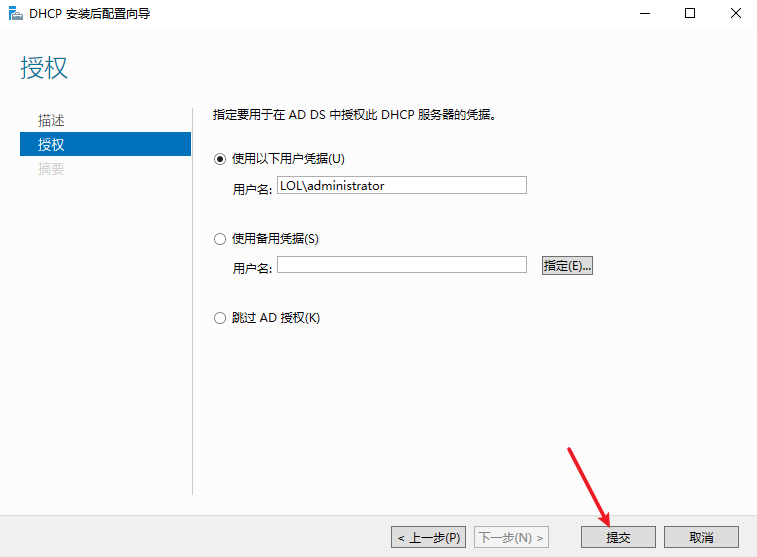 DHCP 安装后配置向导
授权
描述
授权
摘要
指定要用于在 AD DS 中授权此 DHCP 服务器的凭据。
使用以下用户凭据(U)
用户名: LOL\administrator
使用备用凭据(S)
用户名: 指定(E)...
跳过 AD 授权(K)
< 上一步(P) 下一步(N) > 提交 取消